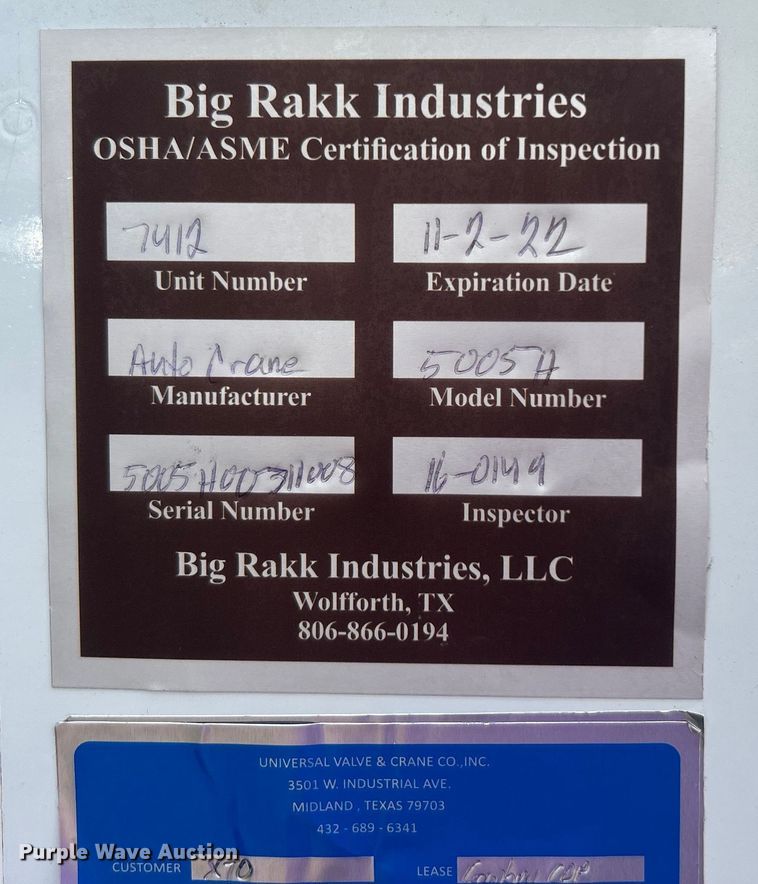 Big Rakk Industries
OSHA/ASME Certification of Inspection
7412 11-2-22
Unit Number Expiration Date
Auto Crane 5005H
Manufacturer Model Number
5005H00311008 16-0149
Serial Number Inspector
Big Rakk Industries, LLC
Wolfforth, TX
806-866-0194
UNIVERSAL VALVE & CRANE CO.,INC.
3501 W. INDUSTRIAL AVE.
MIDLAND , TEXAS 79703
432 - 689 - 6341
CUSTOMER XTO LEASE
Purple Wave Auction